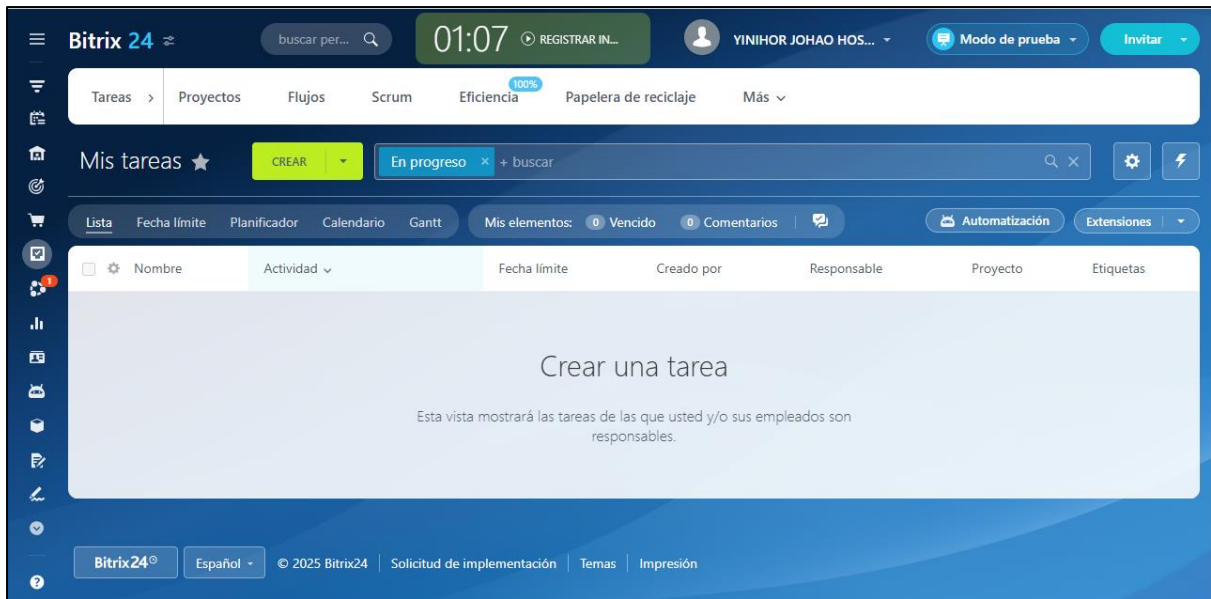 Bitrix 24 buscar per... 01:07 REGISTRAR IN... YINIHOR JOHAO HOS... Modo de prueba Invitar
100%
Tareas > Proyectos Flujos Scrum Eficiencia Papelera de reciclaje Más
Mis tareas CREAR En progreso × + buscar
Lista Fecha límite Planificador Calendario Gantt Mis elementos: 0 Vencido 0 Comentarios Automatización Extensiones
Nombre Actividad Fecha límite Creado por Responsable Proyecto Etiquetas
1
Crear una tarea
Esta vista mostrará las tareas de las que usted y/o sus empleados son
responsables.
Bitrix24 Español © 2025 Bitrix24 Solicitud de implementación Temas Impresión